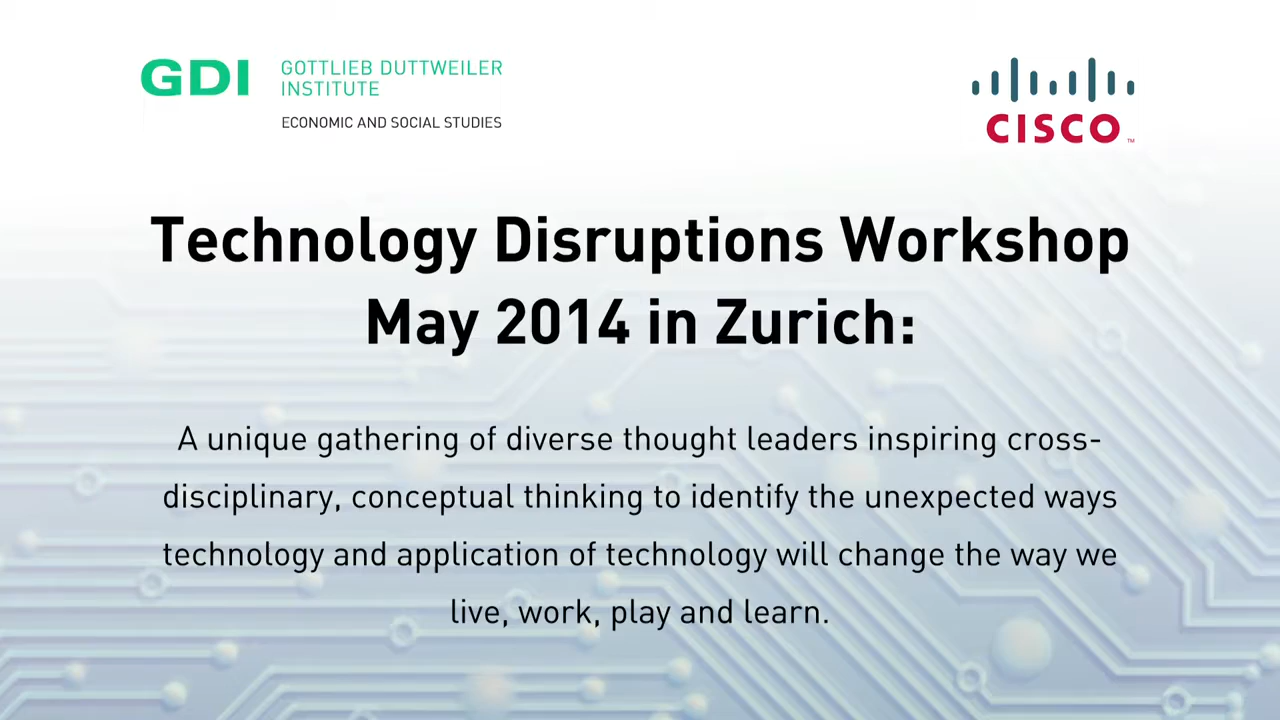 GDI
GOTTLIEB DUTTWEILER
INSTITUTE
ECONOMIC AND SOCIAL STUDIES
CISCO™
Technology Disruptions Workshop
May 2014 in Zurich:
A unique gathering of diverse thought leaders inspiring cross-
disciplinary, conceptual thinking to identify the unexpected ways
technology and application of technology will change the way we
live, work, play and learn.